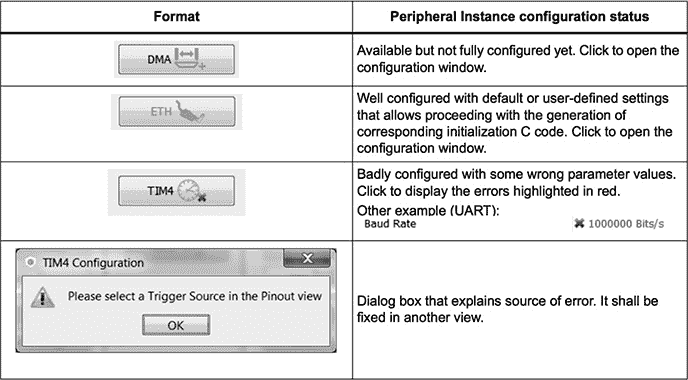 Format
Peripheral Instance configuration status
DMA
Available but not fully configured yet. Click to open the
configuration window.
ETH
Well configured with default or user-defined settings
that allows proceeding with the generation of
corresponding initialization C code. Click to open the
configuration window.
TIM4
Badly configured with some wrong parameter values.
Click to display the errors highlighted in red.
Other example (UART):
Baud Rate 1000000 Bits/s
TIM4 Configuration
Please select a Trigger Source in the Pinout view
OK
Dialog box that explains source of error. It shall be
fixed in another view.